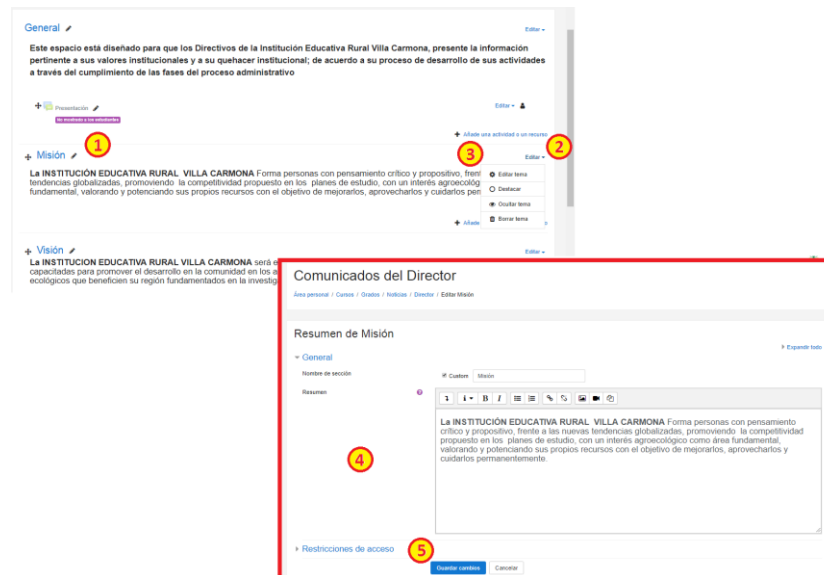 General
Editar
Este espacio está diseñado para que los Directivos de la Institución Educativa Rural Villa Carmona, presente la información
pertinente a sus valores institucionales y a su quehacer institucional; de acuerdo a su proceso de desarrollo de sus actividades
a través del cumplimiento de las fases del proceso administrativo
Presentación
Editar
No mostrado a los estudiantes
Añade una actividad o un recurso
1
2
3
Misión
Editar
La INSTITUCIÓN EDUCATIVA RURAL VILLA CARMONA Forma personas con pensamiento crítico y propositivo, fren
tendencias globalizadas, promoviendo la competitividad propuesto en los planes de estudio, con un interés agroecológ
fundamental, valorando y potenciando sus propios recursos con el objetivo de mejorarlos, aprovecharlos y cuidarlos per
Editar tema
Destacar
Ocultar tema
Borrar tema
Añade
Visión
Editar
La INSTITUCION EDUCATIVA RURAL VILLA CARMONA será e
capacitadas para promover el desarrollo en la comunidad en los a
ecológicos que beneficien su región fundamentados en la investig
Comunicados del Director
Área personal / Cursos / Grados / Noticias / Director / Editar Misión
Resumen de Misión
Expandir todo
General
Nombre de sección
Custom
Misión
Resumen
La INSTITUCIÓN EDUCATIVA RURAL VILLA CARMONA Forma personas con pensamiento
crítico y propositivo, frente a las nuevas tendencias globalizadas, promoviendo la competitividad
propuesto en los planes de estudio, con un interés agroecológico como área fundamental,
valorando y potenciando sus propios recursos con el objetivo de mejorarlos, aprovecharlos y
cuidarlos permanentemente.
4
Restricciones de acceso
5
Guardar cambios
Cancelar